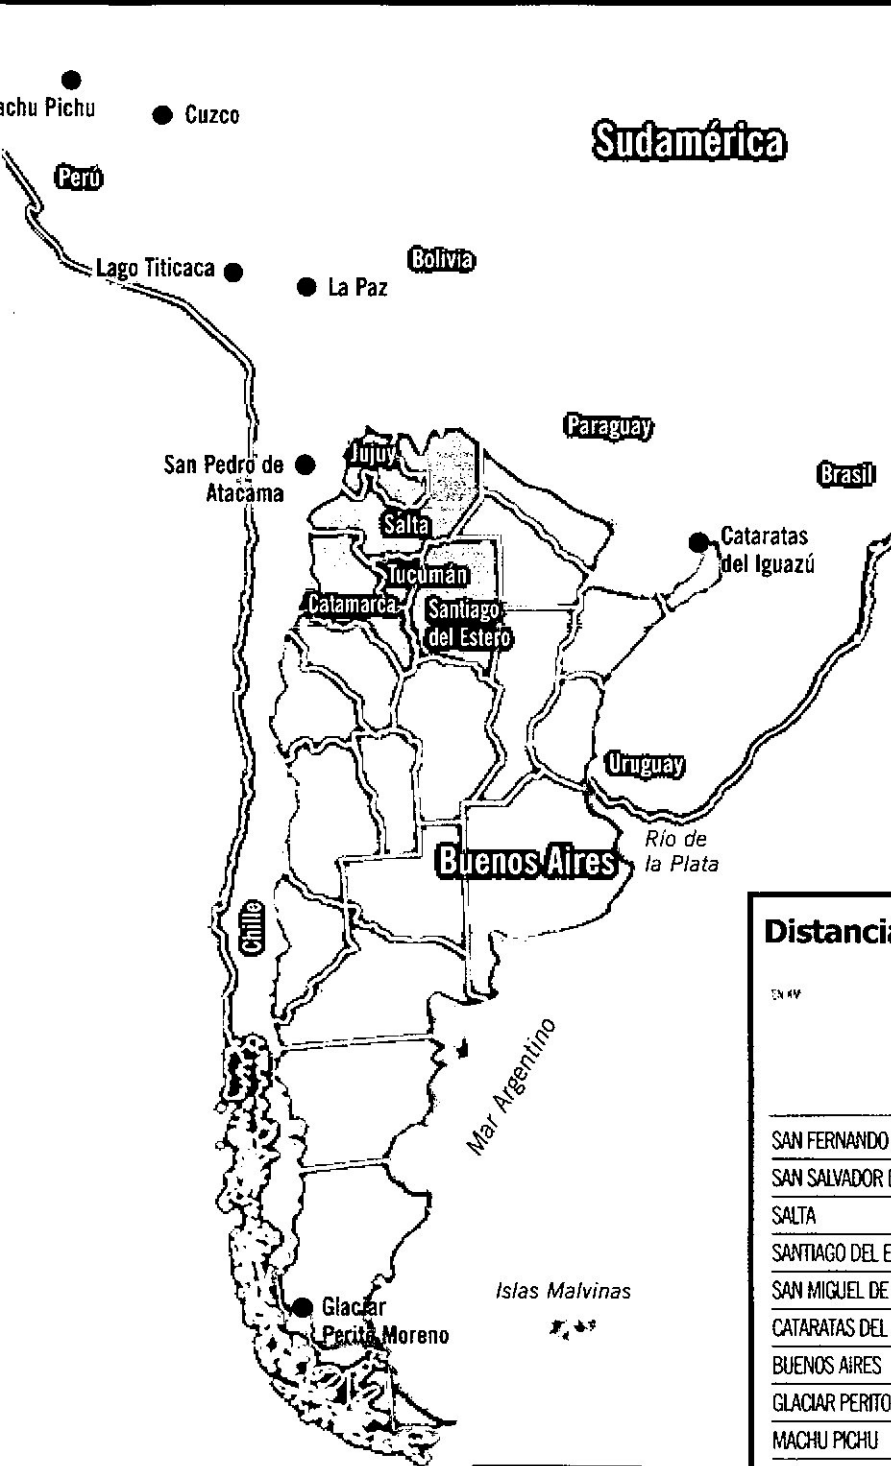 achu Pichu
Cuzco
Sudamérica
Perú
Bolivia
Lago Titicaca
La Paz
Paraguay
Jujuy
San Pedro de
Atacama
Brasil
Salta
Cataratas
del Iguazú
Tucumán
Catamarca
Santiago
del Estero
Uruguay
Río de
la Plata
Buenos Aires
Chille
Distancia
EN KM
Mar Argentino
SAN FERNANDO
SAN SALVADOR D
SALTA
SANTIAGO DEL E
SAN MIGUEL DE
CATARATAS DEL
BUENOS AIRES
GLACIAR PERITO
MACHU PICHU
Islas Malvinas
Glaciar
Perito Moreno